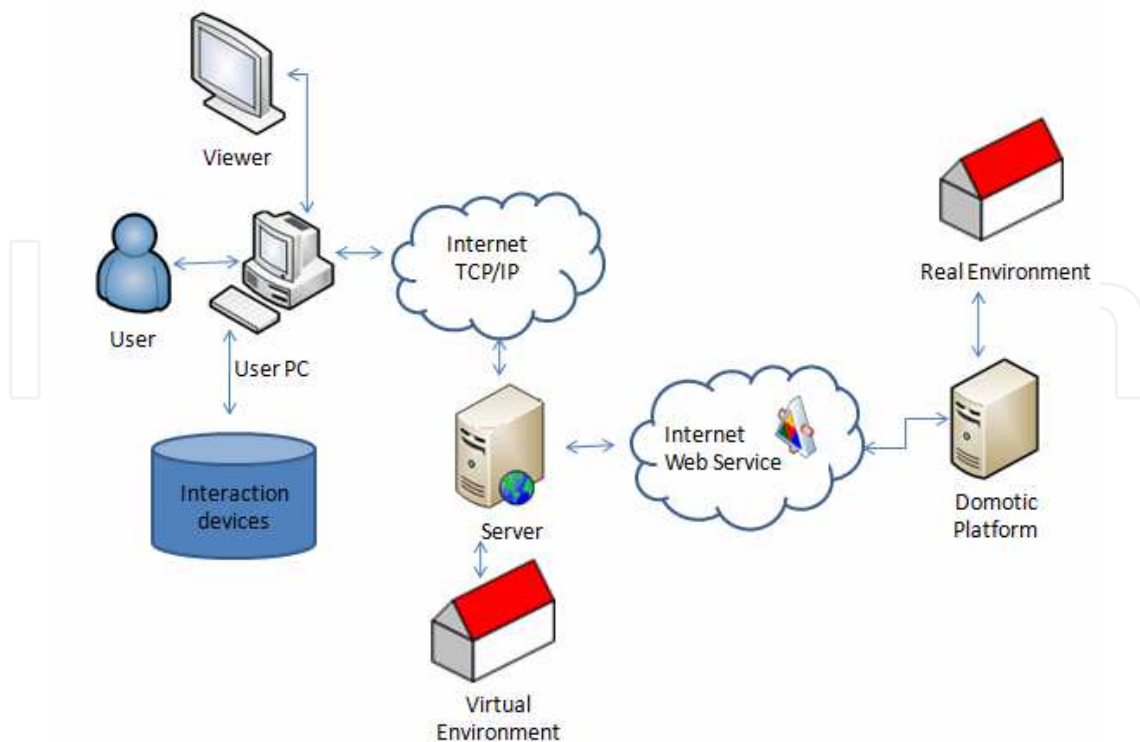 Viewer
Internet
TCP/IP
Real Environment
User
User PC
Internet
Web Service
Interaction
devices
Server
Domotic
Platform
Virtual
Environment